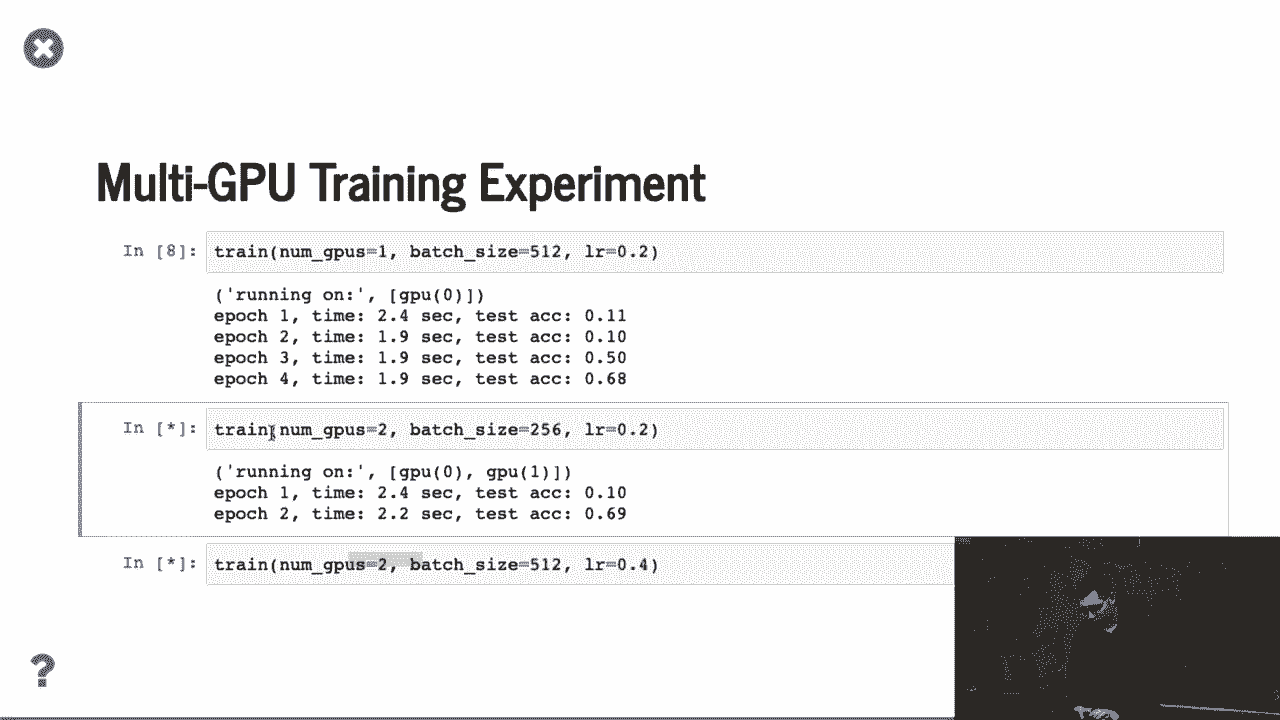 Multi-GPU Training Experiment
In [8]: train(num_gpus=1, batch_size=512, lr=0.2)
('running on:', [gpu(0)])
epoch 1, time: 2.4 sec, test acc: 0.11
epoch 2, time: 1.9 sec, test acc: 0.10
epoch 3, time: 1.9 sec, test acc: 0.50
epoch 4, time: 1.9 sec, test acc: 0.68
In [*]: train(num_gpus=2, batch_size=256, lr=0.2)
('running on:', [gpu(0), gpu(1)])
epoch 1, time: 2.4 sec, test acc: 0.10
epoch 2, time: 2.2 sec, test acc: 0.69
In [*]: train(num_gpus=2, batch_size=512, lr=0.4)
?